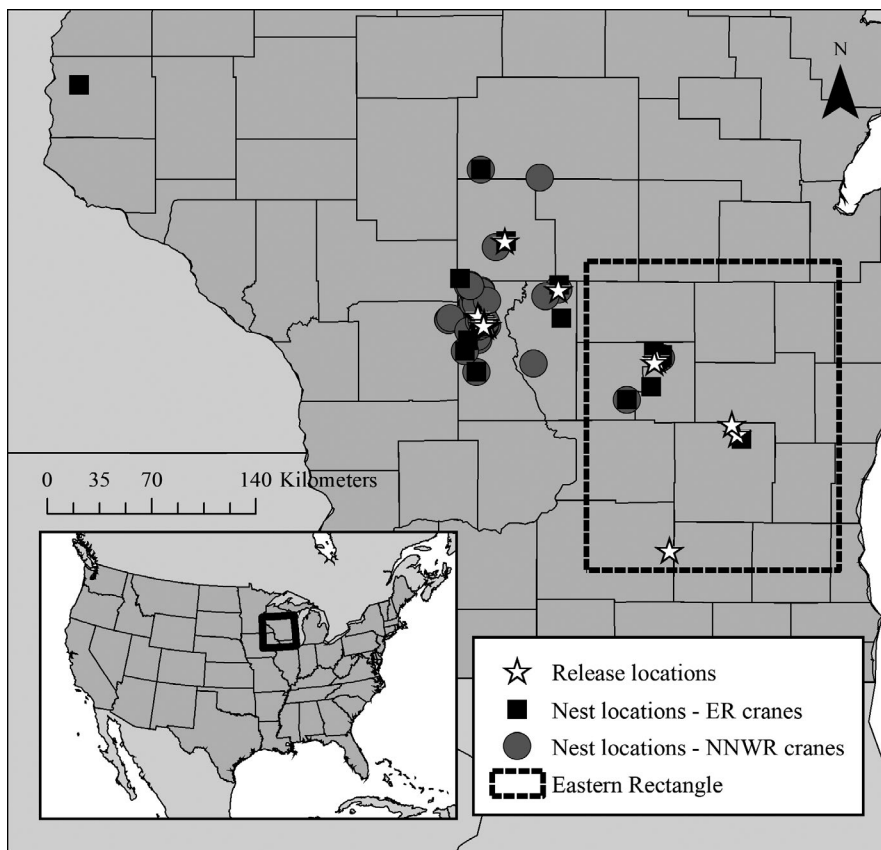 N
0 35 70 140 Kilometers
Release locations
Nest locations - ER cranes
Nest locations - NNWR cranes
Eastern Rectangle